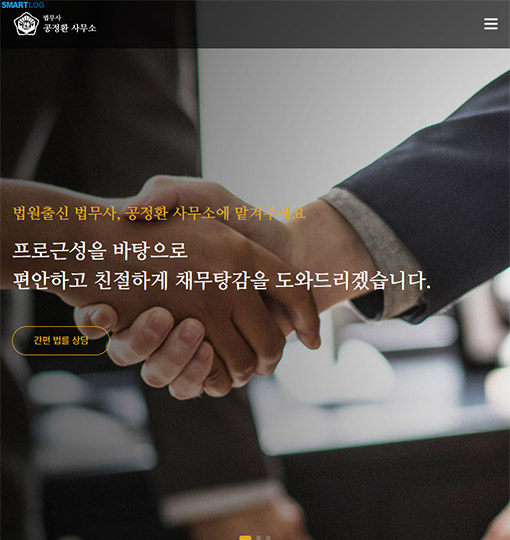 SMARTLOG
법무사
공정환 사무소
법원출신 법무사, 공정환 사무소에 맡겨주세요
프로근성을 바탕으로
편안하고 친절하게 채무탕감을 도와드리겠습니다.
간편 법률 상담